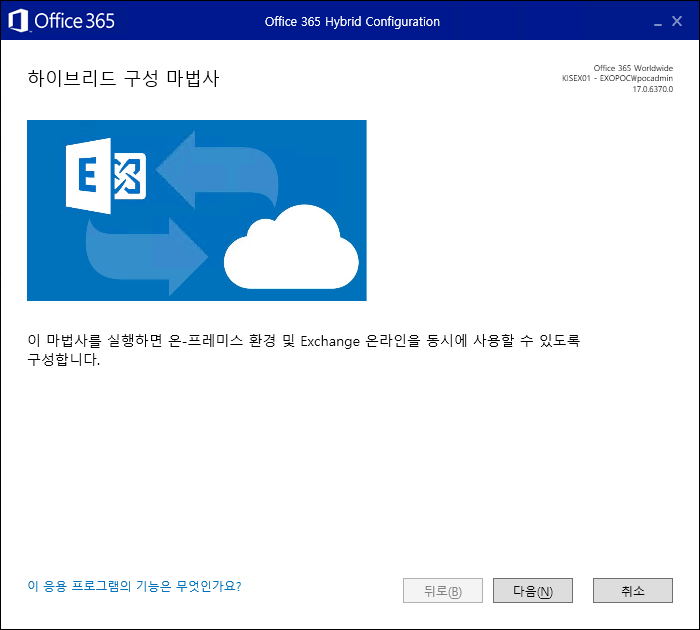 Office 365
Office 365 Hybrid Configuration
하이브리드 구성 마법사
Office 365 Worldwide
KISEX01 - EXOPOC₩pocadmin
17.0.6370.0
E
이 마법사를 실행하면 온-프레미스 환경 및 Exchange 온라인을 동시에 사용할 수 있도록
구성합니다.
이 응용 프로그램의 기능은 무엇인가요?
뒤로(B)
다음(N)
취소